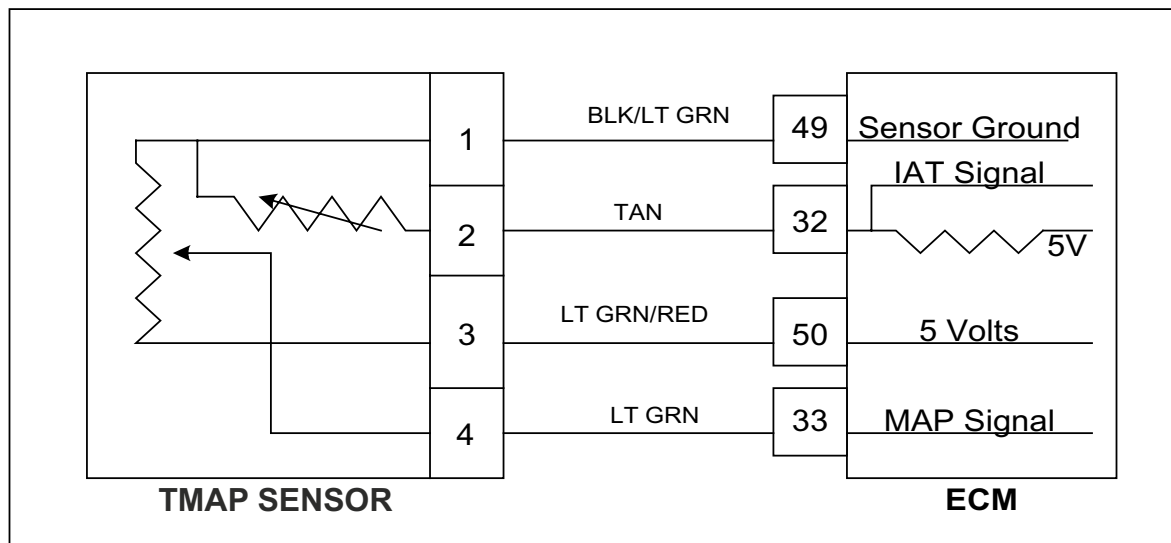 BLK/LT GRN
1
49
Sensor Ground
IAT Signal
TAN
2
32
5V
LT GRN/RED
3
50
5 Volts
LT GRN
4
33
MAP Signal
TMAP SENSOR
ECM